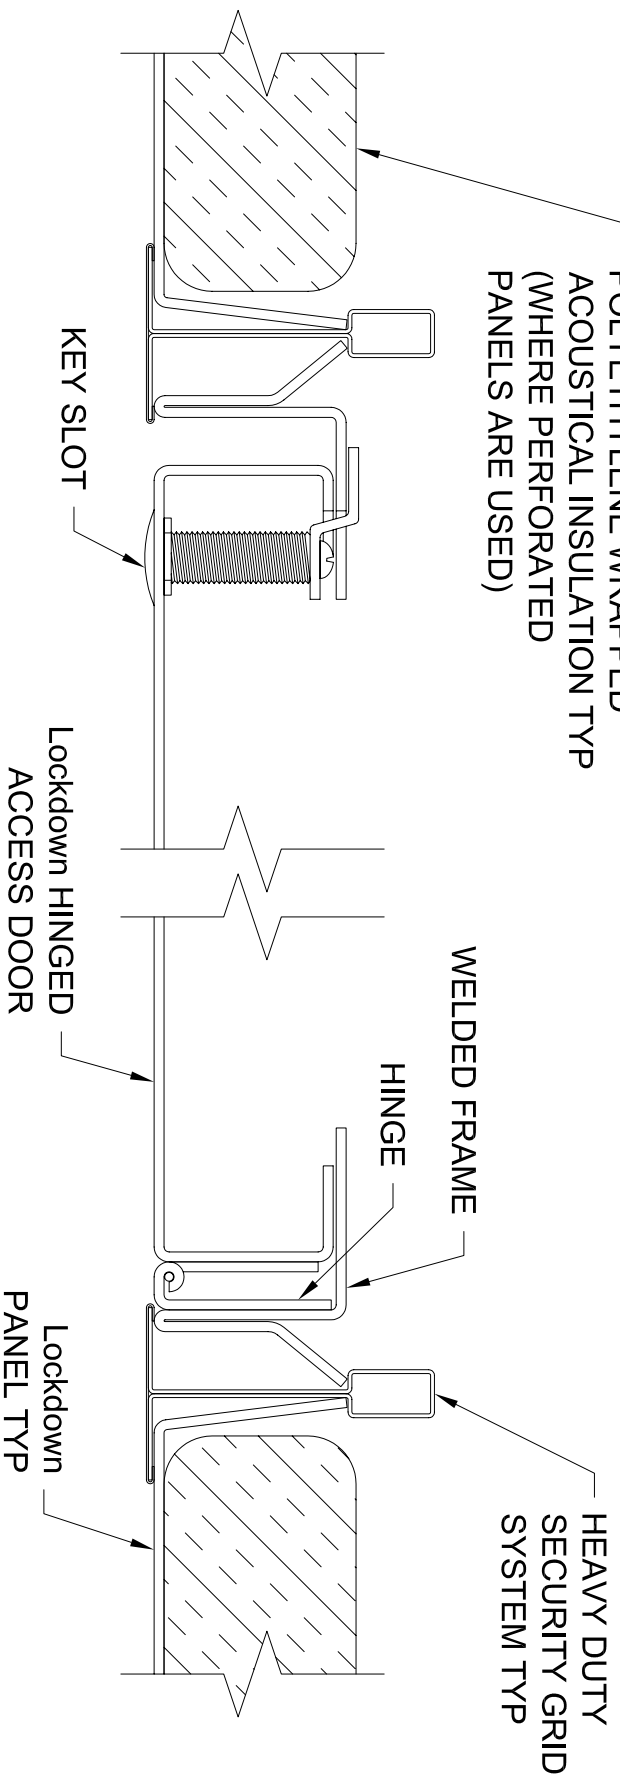 POLYETHYLENE WRAPPED
ACOUSTICAL INSULATION TYP
(WHERE PERFORATED
PANELS ARE USED)
KEY SLOT
Lockdown HINGED
ACCESS DOOR
WELDED FRAME
HINGE
Lockdown
PANEL TYP
HEAVY DUTY
SECURITY GRID
SYSTEM TYP